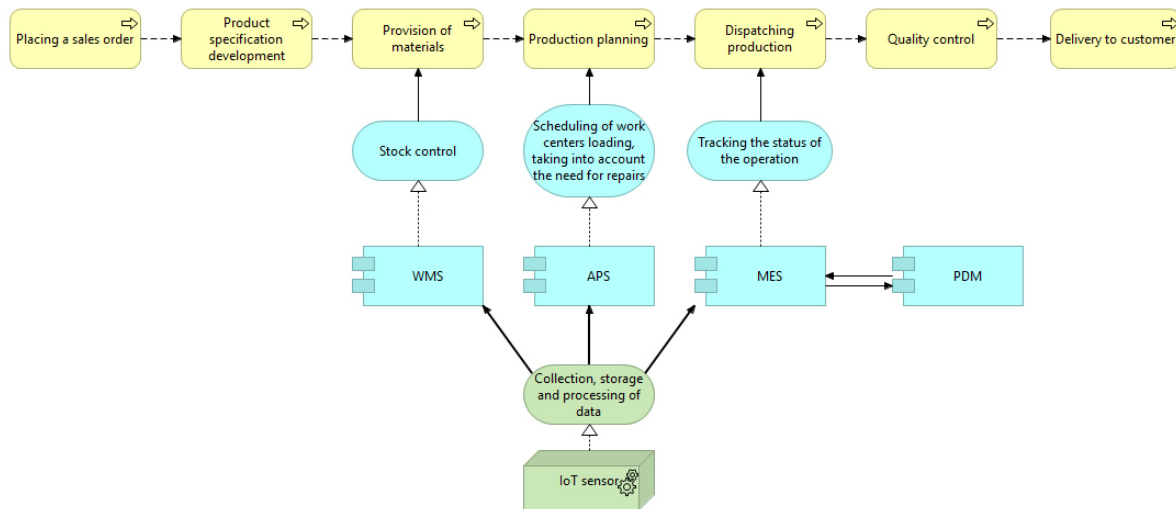 Placing a sales order
Product
specification
development
Provision of
materials
Production planning
Dispatching
production
Quality control
Delivery to customer
Stock control
Scheduling of work
centers loading,
taking into account
the need for repairs
Tracking the status of
the operation
WMS
APS
MES
PDM
Collection, storage
and processing of
data
IoT sensor